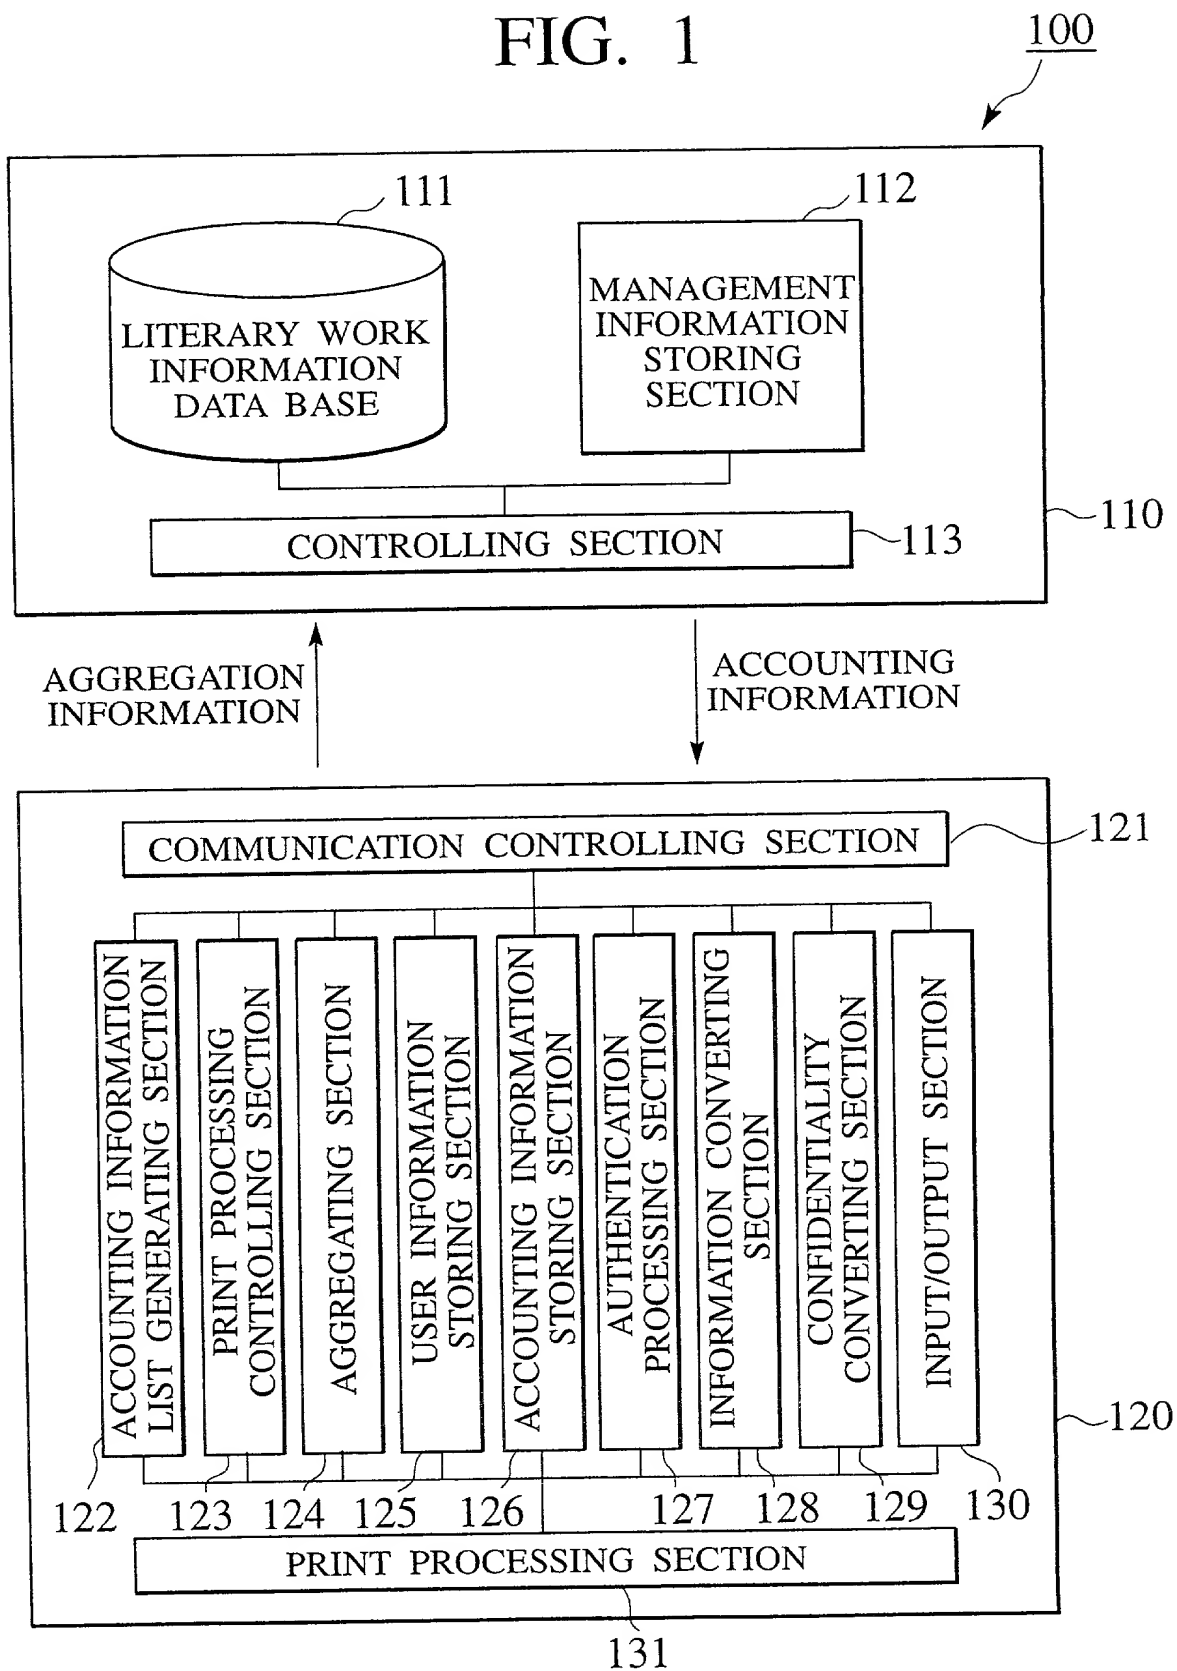 FIG. 1
100
111
112
LITERARY WORK
INFORMATION
DATA BASE
MANAGEMENT
INFORMATION
STORING
SECTION
110
CONTROLLING SECTION
113
AGGREGATION
INFORMATION
ACCOUNTING
INFORMATION
COMMUNICATION CONTROLLING SECTION
121
ACCOUNTING INFORMATION
LIST GENERATING SECTION
PRINT PROCESSING
CONTROLLING SECTION
AGGREGATING SECTION
USER INFORMATION
STORING SECTION
ACCOUNTING INFORMATION
STORING SECTION
AUTHENTICATION
PROCESSING SECTION
INFORMATION CONVERTING
SECTION
CONFIDENTIALITY
CONVERTING SECTION
INPUT/OUTPUT SECTION
120
122
123
124
125
126
127
128
129
130
PRINT PROCESSING SECTION
131